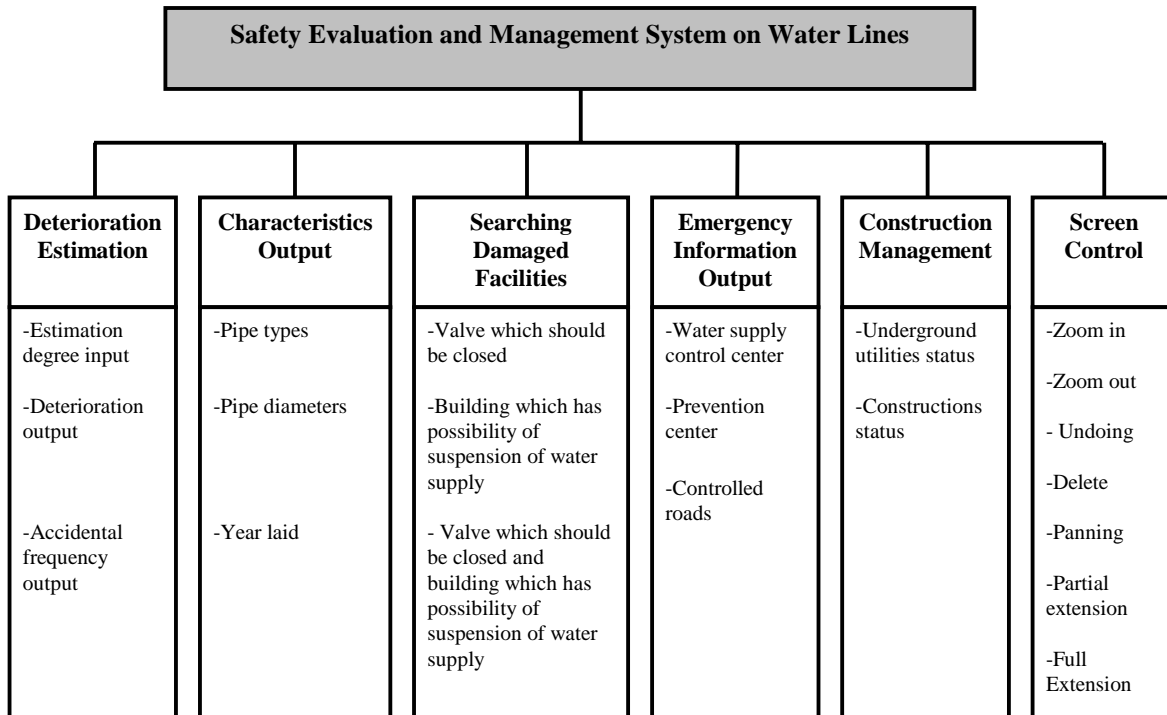 Safety Evaluation and Management System on Water Lines
Deterioration
Estimation
-Estimation
degree input
-Deterioration
output
-Accidental
frequency
output
Characteristics
Output
-Pipe types
-Pipe diameters
-Year laid
Searching
Damaged
Facilities
-Valve which should
be closed
-Building which has
possibility of
suspension of water
supply
- Valve which should
be closed and
building which has
possibility of
suspension of water
supply
Emergency
Information
Output
-Water supply
control center
-Prevention
center
-Controlled
roads
Construction
Management
-Underground
utilities status
-Constructions
status
Screen
Control
-Zoom in
-Zoom out
- Undoing
-Delete
-Panning
-Partial
extension
-Full
Extension